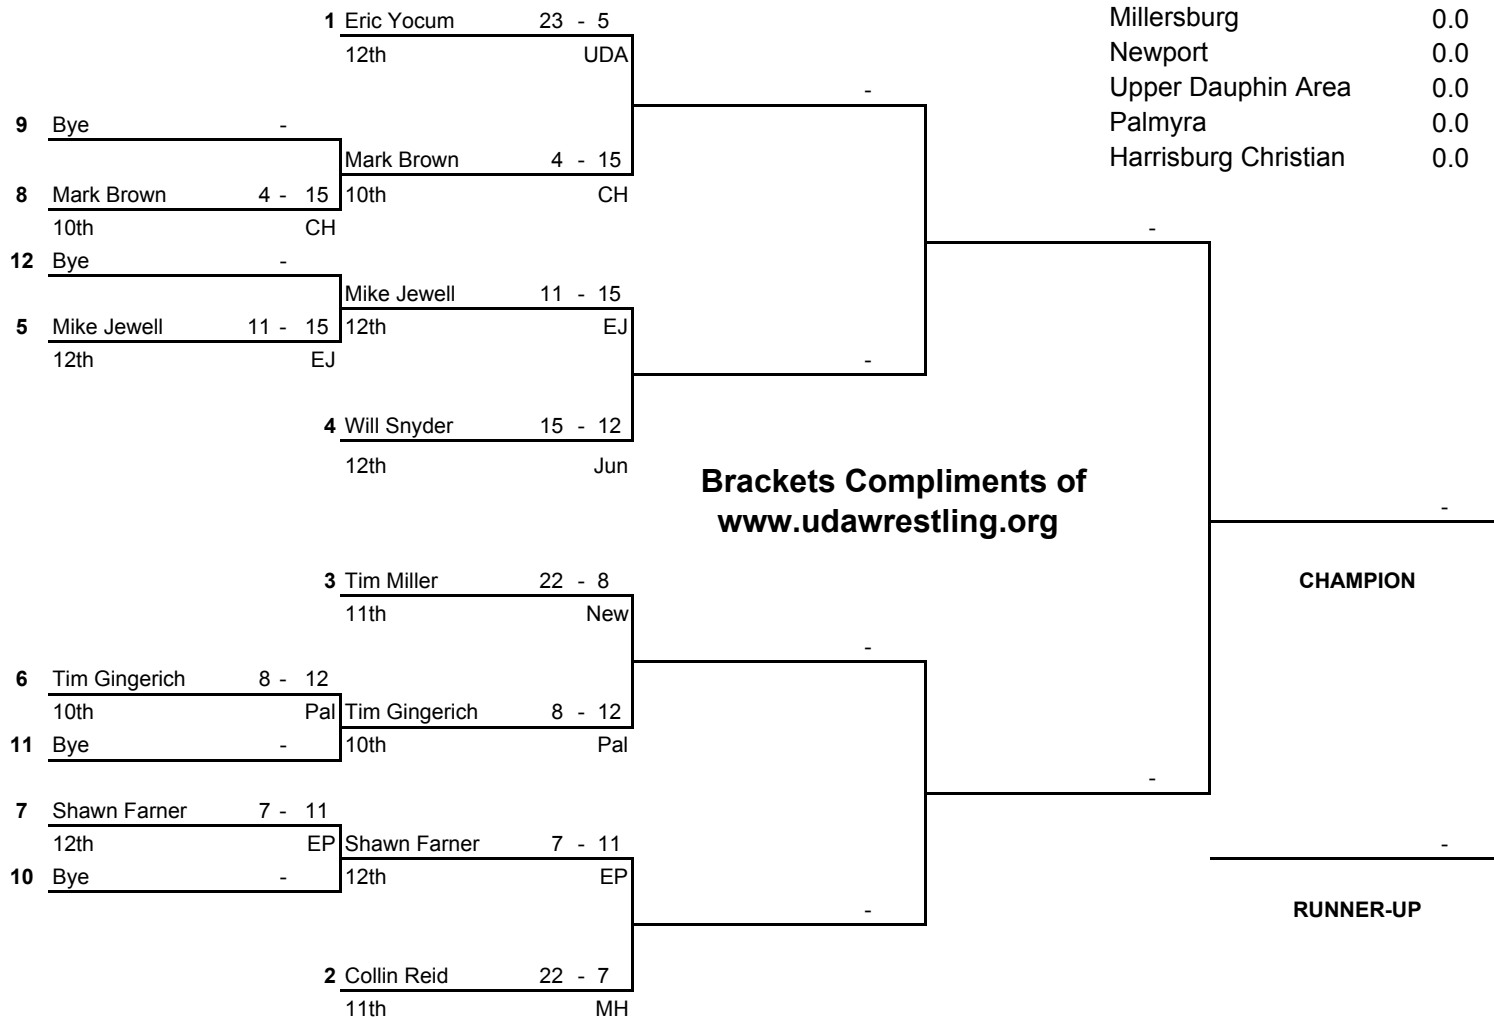 1 Eric Yocum 23 - 5
12th UDA
Millersburg 0.0
Newport 0.0
Upper Dauphin Area 0.0
Palmyra 0.0
Harrisburg Christian 0.0
-
9 Bye -
Mark Brown 4 - 15
8 Mark Brown 4 - 15 10th CH
10th CH
-
12 Bye -
Mike Jewell 11 - 15
5 Mike Jewell 11 - 15 12th EJ
12th EJ
-
4 Will Snyder 15 - 12
12th Jun
Brackets Compliments of
www.udawrestling.org
-
3 Tim Miller 22 - 8
CHAMPION
11th New
-
6 Tim Gingerich 8 - 12
10th Pal Tim Gingerich 8 - 12
11 Bye - 10th Pal
-
7 Shawn Farner 7 - 11
12th EP Shawn Farner 7 - 11
-
10 Bye - 12th EP
-
RUNNER-UP
2 Collin Reid 22 - 7
11th MH